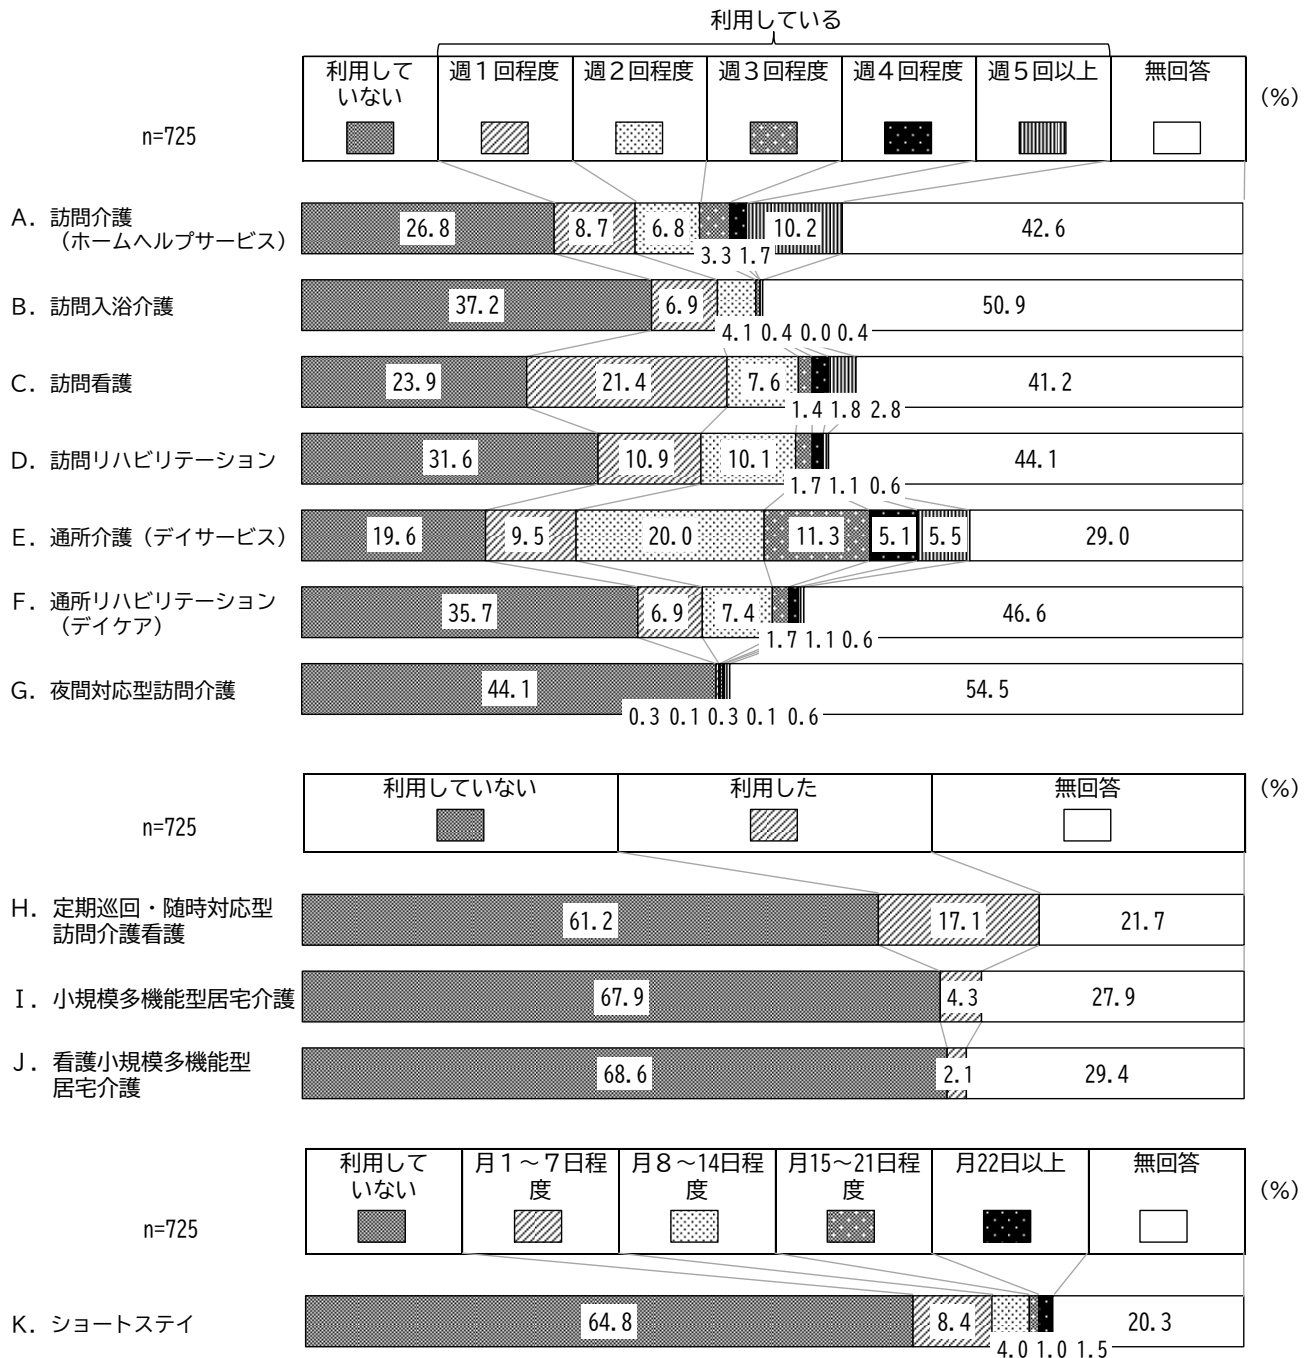 利用している
利用して
いない
週１回程度
週２回程度
週３回程度
週４回程度
週５回以上
無回答
(%)
n=725
A．訪問介護
（ホームヘルプサービス）
26.8
8.7
6.8
10.2
42.6
3.3 1.7
B．訪問入浴介護
37.2
6.9
50.9
4.1 0.4 0.0 0.4
C．訪問看護
23.9
21.4
7.6
41.2
1.4 1.8 2.8
D．訪問リハビリテーション
31.6
10.9
10.1
44.1
1.7 1.1 0.6
E．通所介護（デイサービス）
19.6
9.5
20.0
11.3
5.1
5.5
29.0
F．通所リハビリテーション
（デイケア）
35.7
6.9
7.4
46.6
1.7 1.1 0.6
G．夜間対応型訪問介護
44.1
54.5
0.3 0.1 0.3 0.1 0.6
利用していない
利用した
無回答
(%)
n=725
H．定期巡回・随時対応型
訪問介護看護
61.2
17.1
21.7
I．小規模多機能型居宅介護
67.9
4.3
27.9
J．看護小規模多機能型
居宅介護
68.6
2.1
29.4
利用して
いない
月１～７日程
度
月８～14日程
度
月15～21日程
度
月22日以上
無回答
(%)
n=725
K．ショートステイ
64.8
8.4
20.3
4.0 1.0 1.5